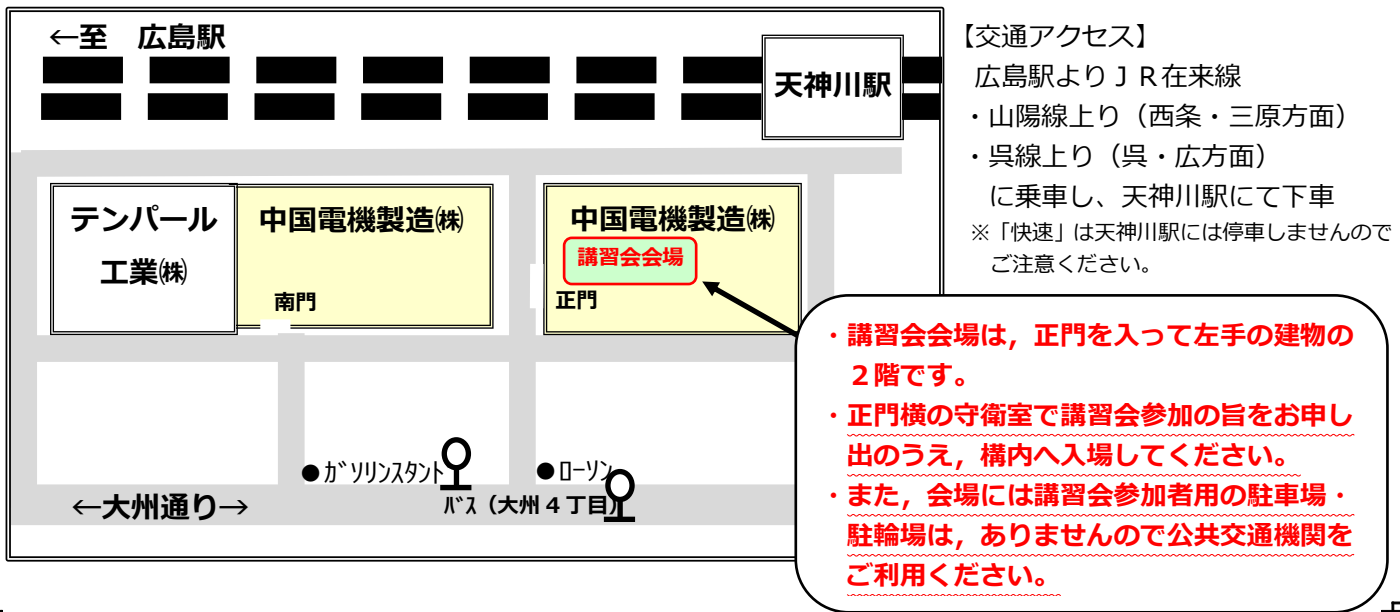 ←至　広島駅
天神川駅
テンパール
工業㈱
中国電機製造㈱
南門
中国電機製造㈱
講習会会場
正門
●ｶﾞｿﾘﾝｽﾀﾝﾄ
●ﾛｰｿﾝ
←大州通り→
ﾊﾞｽ（大州４丁目）
【交通アクセス】
広島駅よりＪＲ在来線
・山陽線上り（西条・三原方面）
・呉線上り（呉・広方面）
に乗車し、天神川駅にて下車
※「快速」は天神川駅には停車しませんので
ご注意ください。
・講習会会場は，正門を入って左手の建物の
２階です。
・正門横の守衛室で講習会参加の旨をお申し
出のうえ，構内へ入場してください。
・また，会場には講習会参加者用の駐車場・
駐輪場は，ありませんので公共交通機関を
ご利用ください。